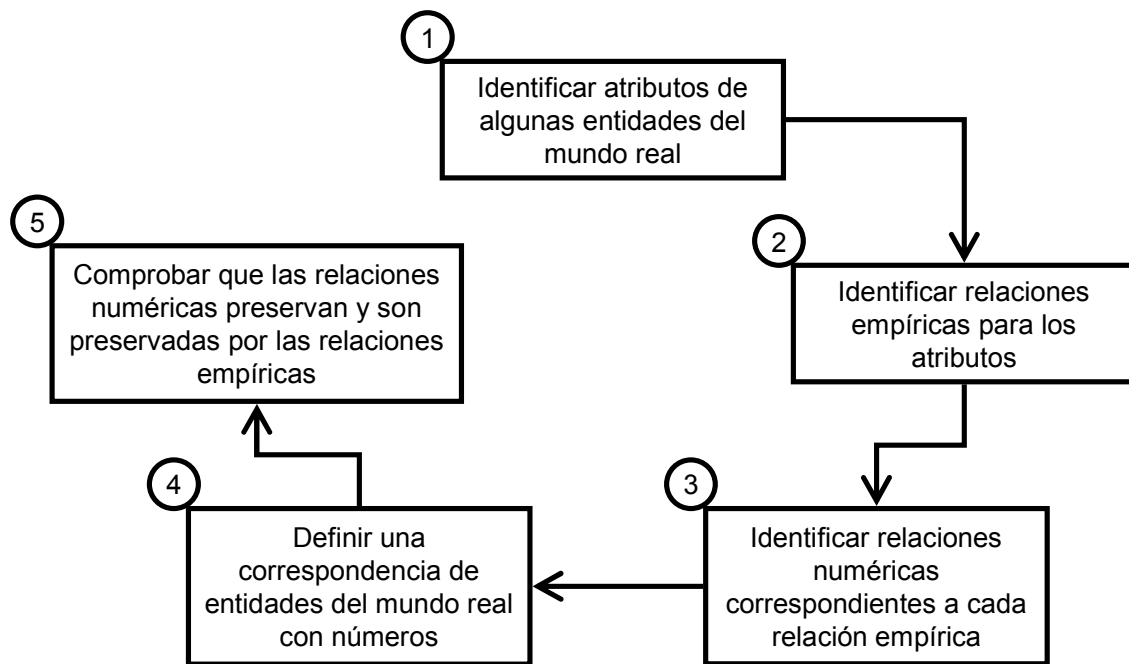 1
Identificar atributos de
algunas entidades del
mundo real
2
Identificar relaciones
empíricas para los
atributos
3
Identificar relaciones
numéricas
correspondientes a cada
relación empírica
4
Definir una
correspondencia de
entidades del mundo real
con números
5
Comprobar que las relaciones
numéricas preservan y son
preservadas por las relaciones
empíricas